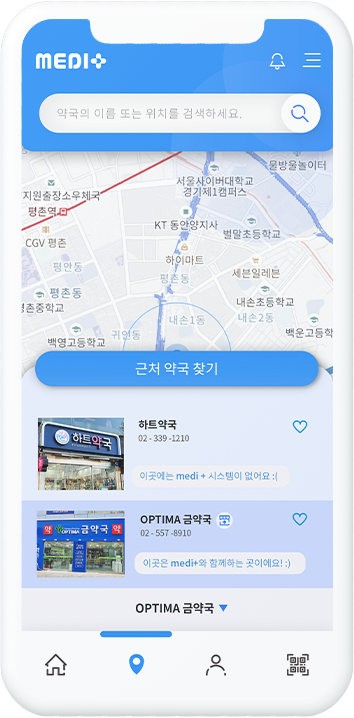 MEDI+
약국의 이름 또는 위치를 검색하세요.
물방울놀이터
지원출장소우체국
서울사이버대학교
경기제1캠퍼스
평촌역
KT 동안양지사
벌말초등학교
CGV 평촌
하이마트
평안동
세븐일레븐
평촌동
평촌동
내손초등학교
평촌중학교
내손1동
내손2동
귀인동
백운고등학교
백영고등학교
근처 약국 찾기
하트약국
하트약국
02 - 339 -1210
이곳에는 medi + 시스템이 없어요 :(
약 OPTIMA 금약국 약
OPTIMA 금약국
02 - 557 -8910
이곳은 medi+와 함께하는 곳이에요! :)
OPTIMA 금약국